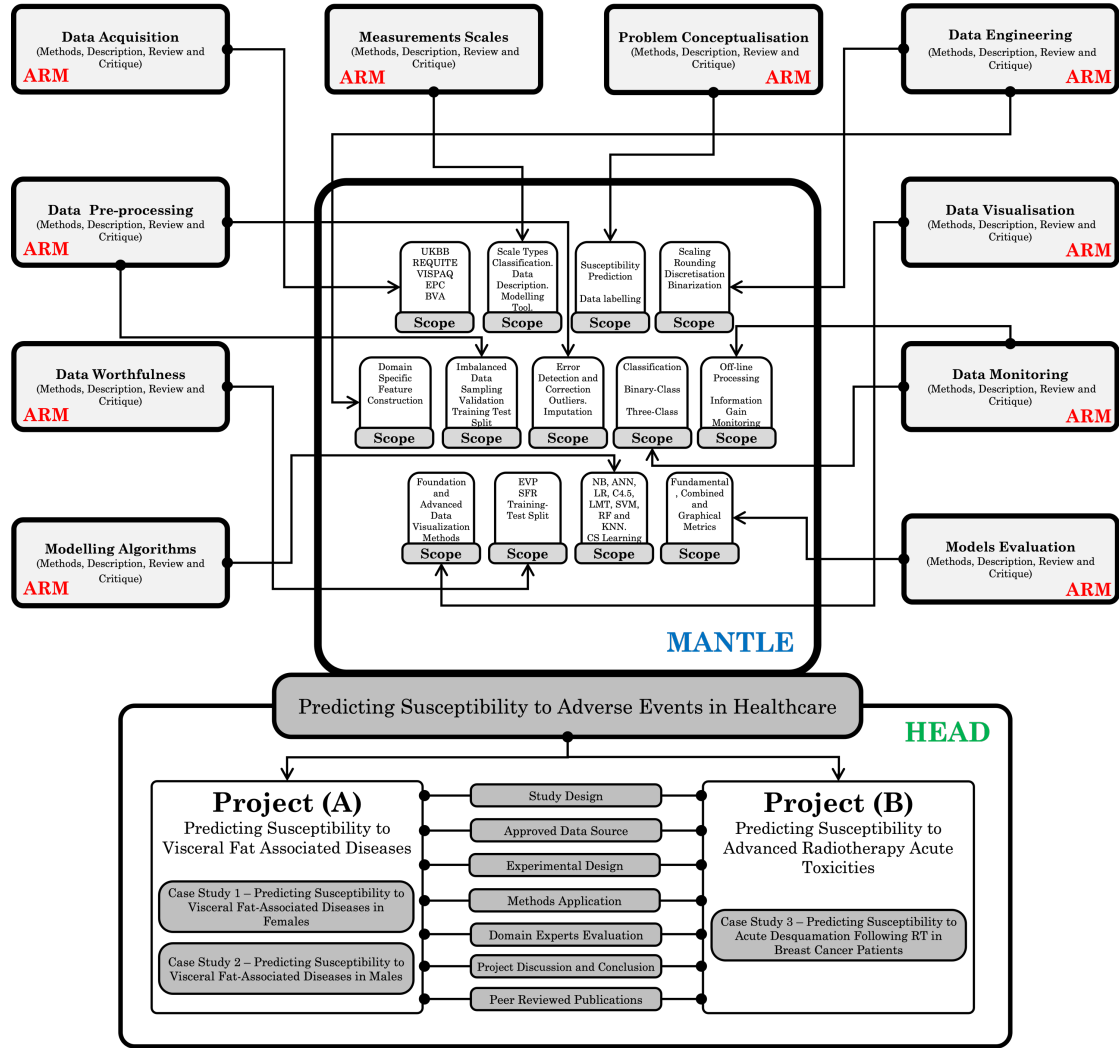 Data Acquisition
(Methods, Description, Review and
Critique)
ARM
Measurements Scales
(Methods, Description, Review and
Critique)
ARM
Problem Conceptualisation
(Methods, Description, Review and
Critique)
ARM
Data Engineering
(Methods, Description, Review and
Critique)
ARM
Data Pre-processing
(Methods, Description, Review and
Critique)
ARM
Data Visualisation
(Methods, Description, Review and
Critique)
ARM
UKBB
REQUITE
VISPAQ
EPC
BVA
Scope
Scale Types
Classification.
Data
Description.
Modelling
Tool.
Scope
Susceptibility
Prediction
Data labelling
Scope
Scaling
Rounding
Discretisation
Binarization
Scope
Data Worthfulness
(Methods, Description, Review and
Critique)
ARM
Domain
Specific
Feature
Construction
Scope
Imbalanced
Data
Sampling
Validation
Training Test
Split
Scope
Error
Detection and
Correction
Outliers.
Imputation
Scope
Classification
Binary-Class
Three-Class
Scope
Off-line
Processing
Information
Gain
Monitoring
Scope
Data Monitoring
(Methods, Description, Review and
Critique)
ARM
Modelling Algorithms
(Methods, Description, Review and
Critique)
ARM
Foundation
and
Advanced
Data
Visualization
Methods
Scope
EVP
SFR
Training-
Test Split
Scope
NB, ANN,
LR, C4.5,
LMT, SVM,
RF and
KNN.
CS Learning
Scope
Fundamental
, Combined
and
Graphical
Metrics
Scope
Models Evaluation
(Methods, Description, Review and
Critique)
ARM
MANTLE
Predicting Susceptibility to Adverse Events in Healthcare
HEAD
Project (A)
Predicting Susceptibility to
Visceral Fat Associated Diseases
Case Study 1 – Predicting Susceptibility to
Visceral Fat-Associated Diseases in
Females
Case Study 2 – Predicting Susceptibility to
Visceral Fat-Associated Diseases in Males
Study Design
Approved Data Source
Experimental Design
Methods Application
Domain Experts Evaluation
Project Discussion and Conclusion
Peer Reviewed Publications
Project (B)
Predicting Susceptibility to
Advanced Radiotherapy Acute
Toxicities
Case Study 3 – Predicting Susceptibility to
Acute Desquamation Following RT in
Breast Cancer Patients